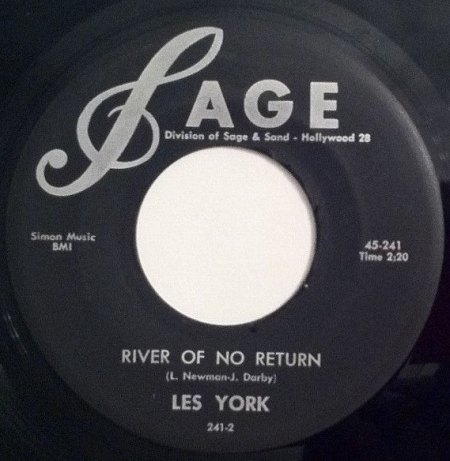 SAGE
Division of Sage & Sand - Hollywood 28
Simon Music
BMI
45-241
Time 2:20
RIVER OF NO RETURN
(L. Newman-J. Darby)
LES YORK
241-2